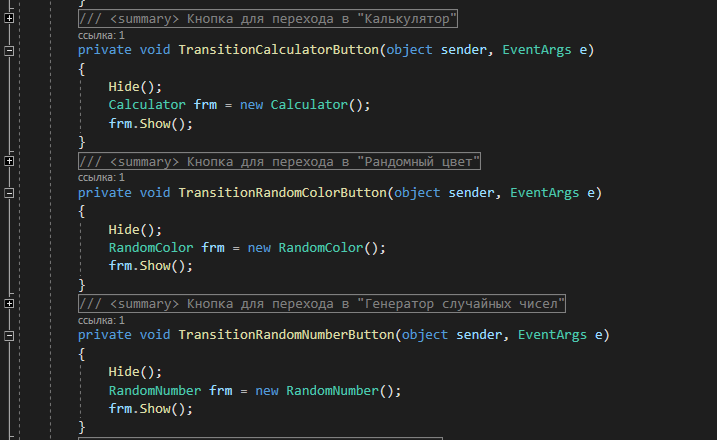 }
/// <summary> Кнопка для перехода в "Калькулятор"
ссылка: 1
private void TransitionCalculatorButton(object sender, EventArgs e)
{
Hide();
Calculator frm = new Calculator();
frm.Show();
}
/// <summary> Кнопка для перехода в "Рандомный цвет"
ссылка: 1
private void TransitionRandomColorButton(object sender, EventArgs e)
{
Hide();
RandomColor frm = new RandomColor();
frm.Show();
}
/// <summary> Кнопка для перехода в "Генератор случайных чисел"
ссылка: 1
private void TransitionRandomNumberButton(object sender, EventArgs e)
{
Hide();
RandomNumber frm = new RandomNumber();
frm.Show();
}